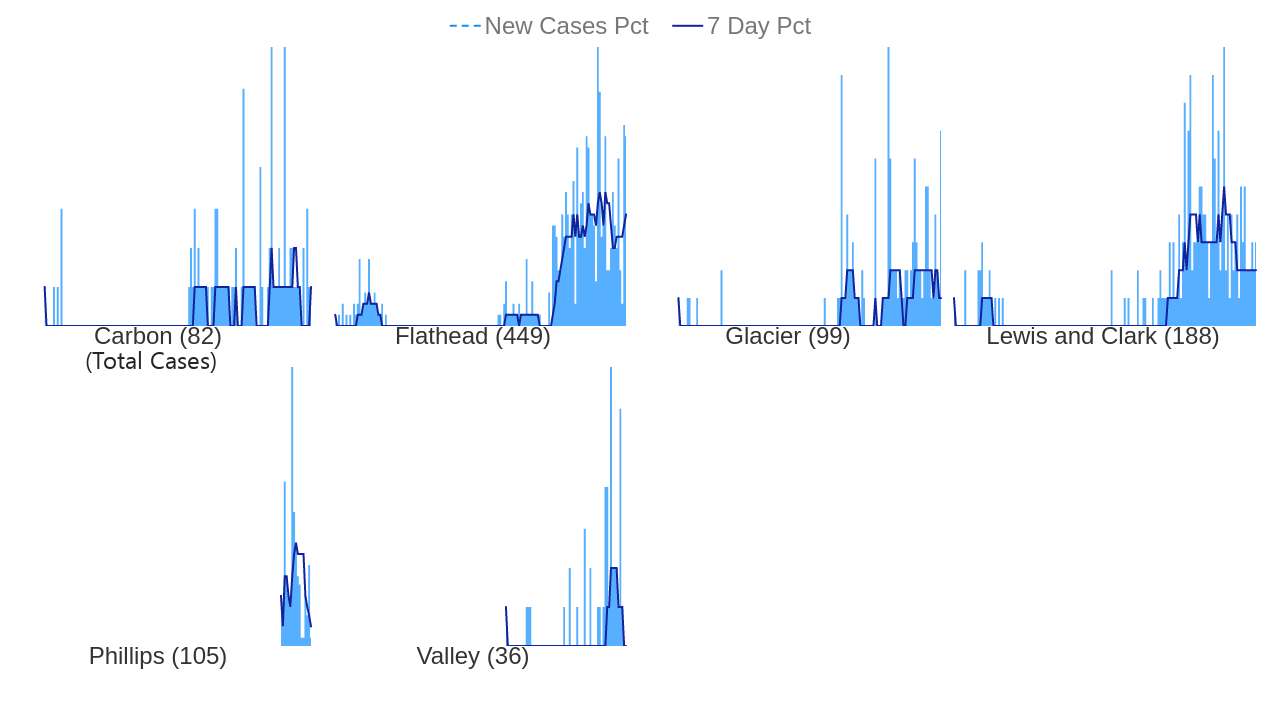 New Cases Pct 7 Day Pct
Carbon (82) Flathead (449) Glacier (99) Lewis and Clark (188)
(Total Cases)
Phillips (105) Valley (36)